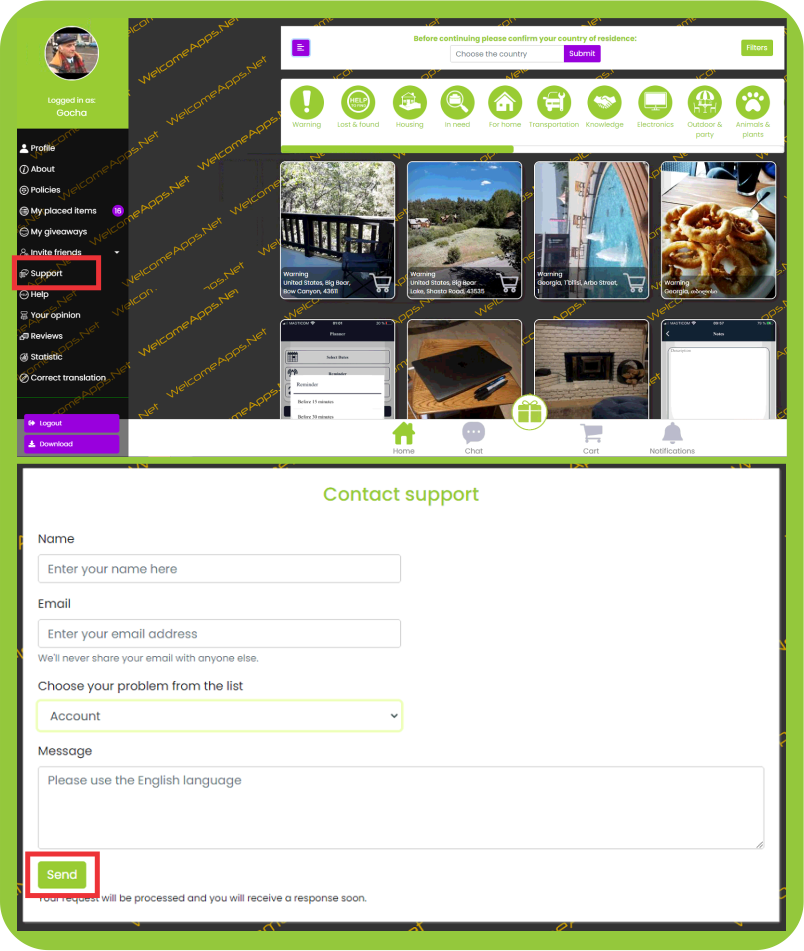 Logged in as:
Gocha
Profile
About
Policies
My placed items 16
My giveaways
Invite friends
Support
Help
Your opinion
Reviews
Statistic
Correct translation
Logout
Download
Before continuing please confirm your country of residence:
Choose the country Submit
Filters
HELP
Warning Lost & found Housing In need For home Transportation Knowledge Electronics Outdoor & party Animals & plants
Warning
United States, Big Bear,
Bow Canyon, 43611
Warning
United States, Big Bear
Lake, Shasta Road, 43535
Warning
Georgia, Tbilisi, Arbo Street,
1
Warning
Georgia,
MAGTICOM 01:01
Planner
Select Dates
Reminder
Reminder
Before 15 minutes
Before 30 minutes
MAGTICOM
Notes
Description
Home Chat Cart Notifications
WelcomeApps.Net
Contact support
Name
Enter your name here
Email
Enter your email address
We'll never share your email with anyone else.
Choose your problem from the list
Account
Message
Please use the English language
Send
Your request will be processed and you will receive a response soon.